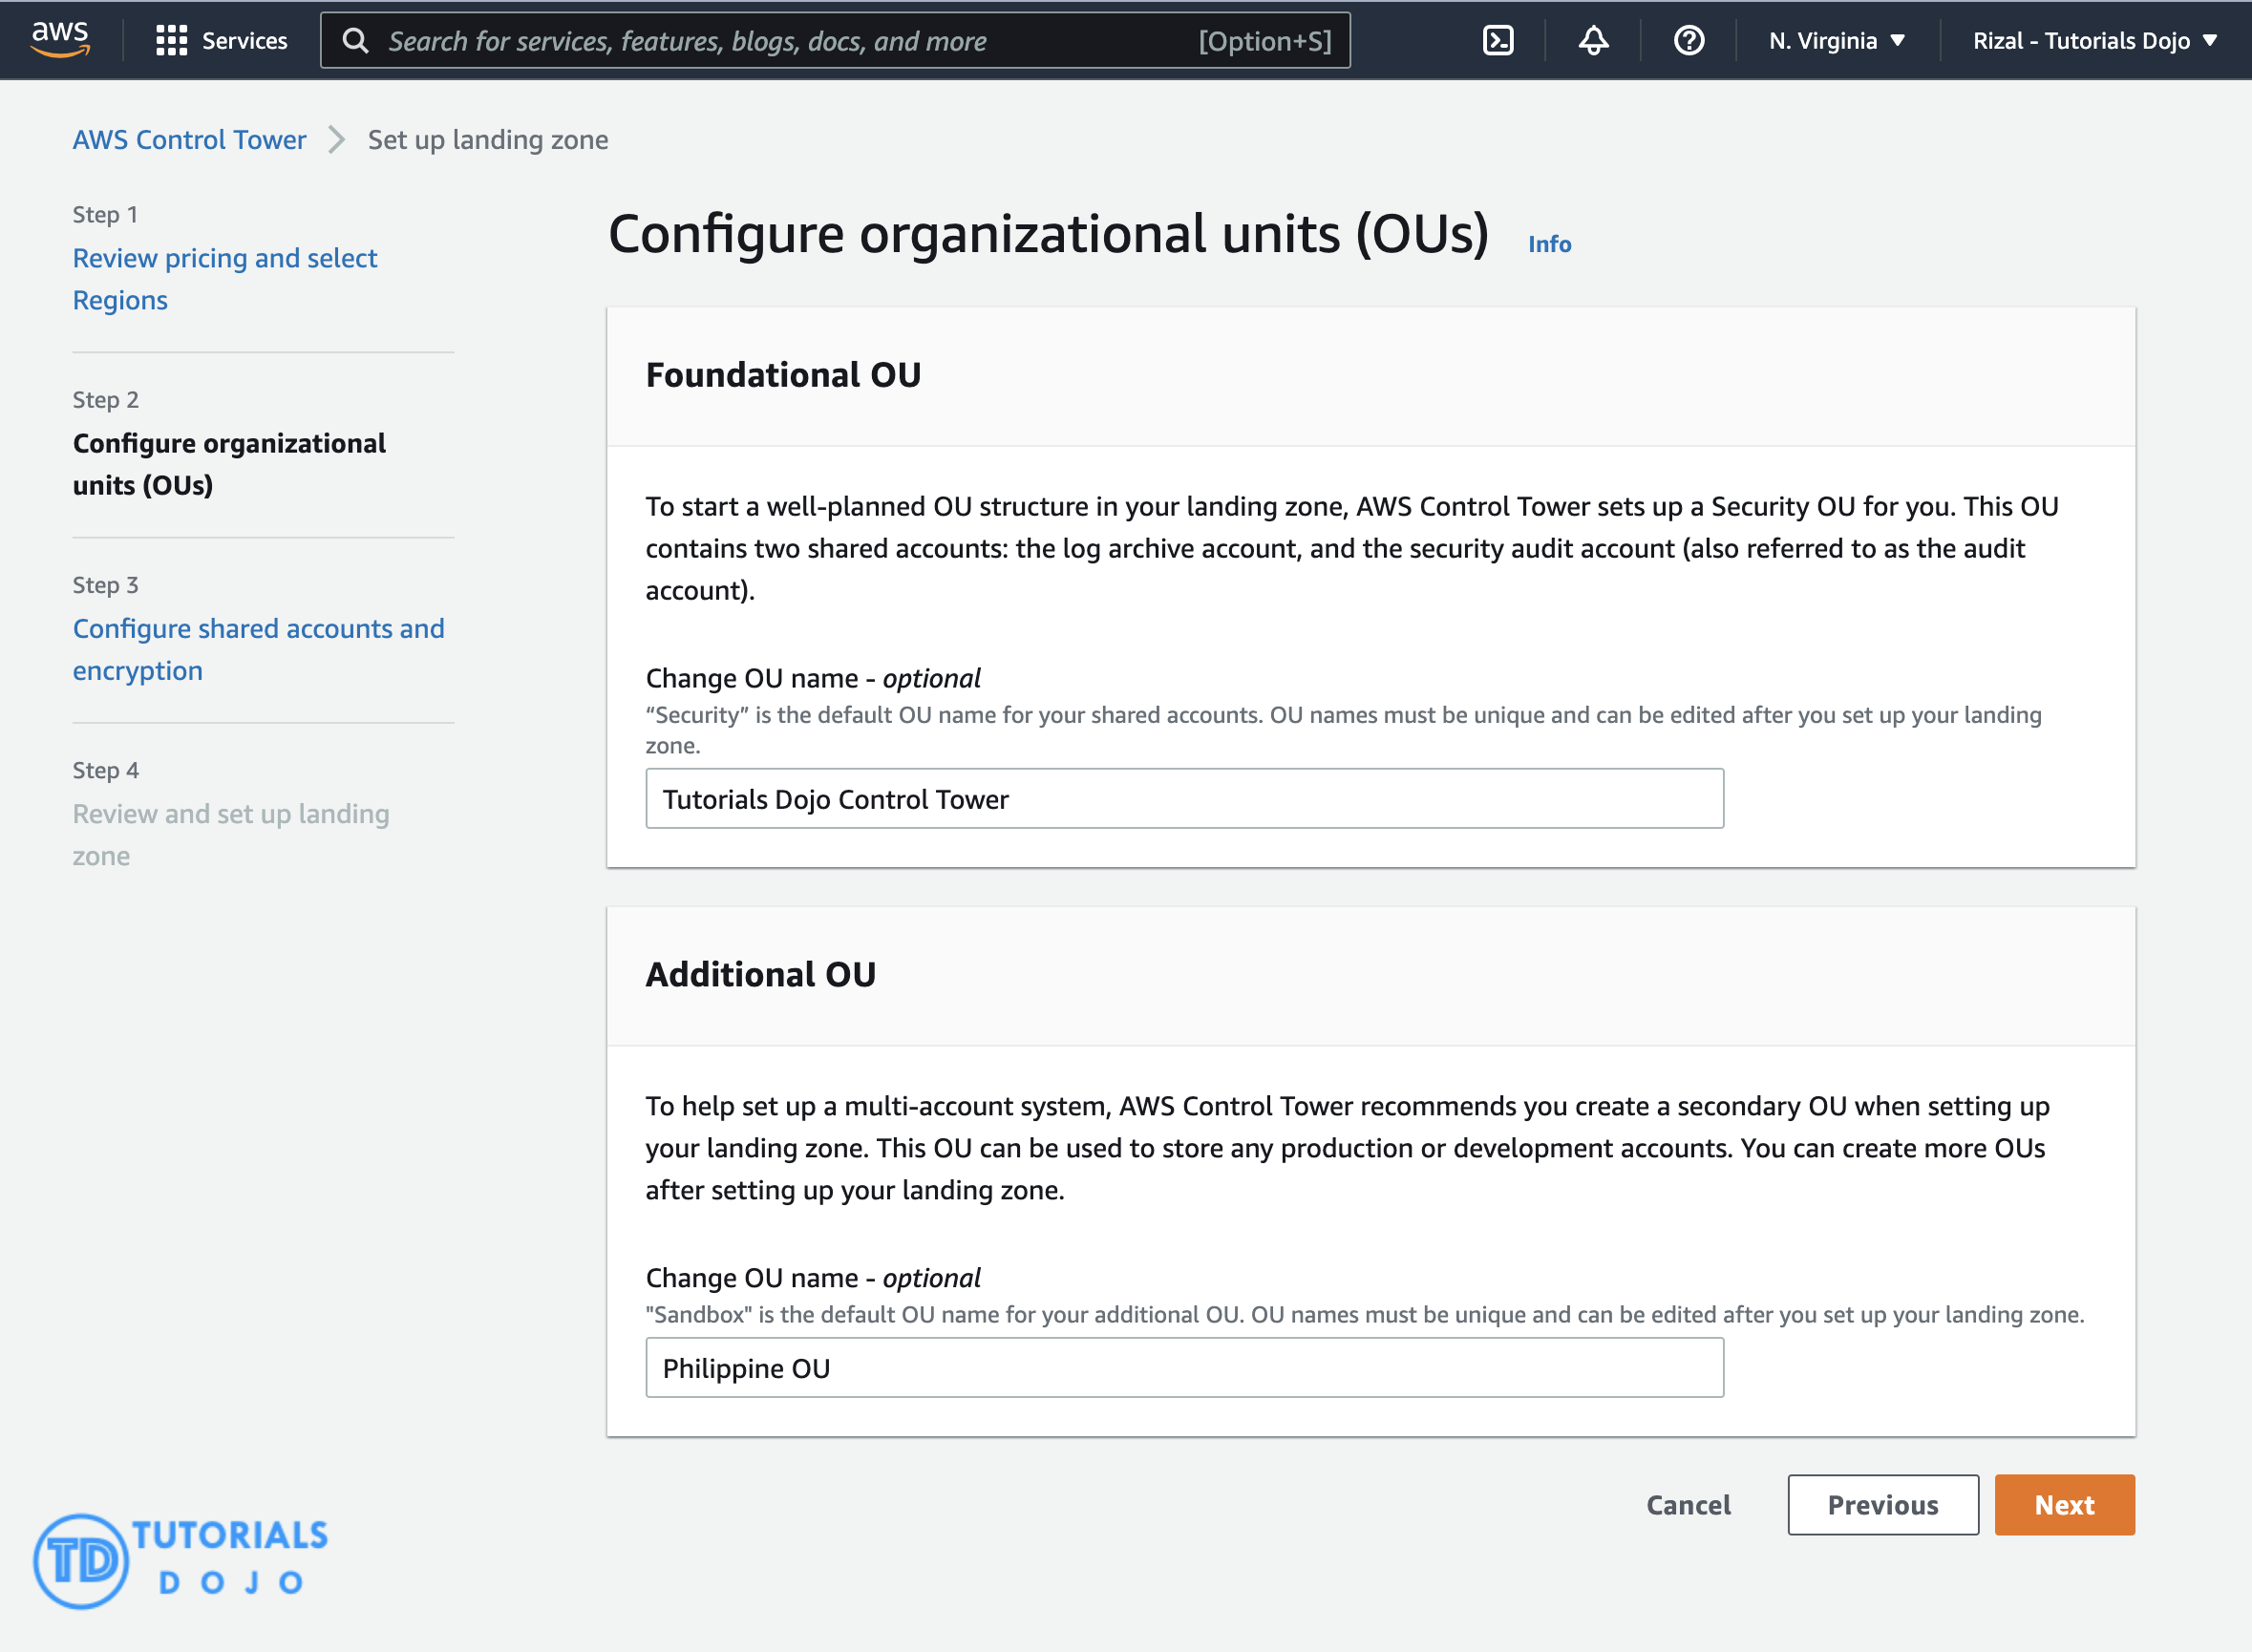 aws
Services
Search for services, features, blogs, docs, and more
[Option+S]
N. Virginia
Rizal - Tutorials Dojo
AWS Control Tower
Set up landing zone
Step 1
Review pricing and select
Regions
Step 2
Configure organizational
units (OUs)
Step 3
Configure shared accounts and
encryption
Step 4
Review and set up landing
zone
Configure organizational units (OUs)
Info
Foundational OU
To start a well-planned OU structure in your landing zone, AWS Control Tower sets up a Security OU for you. This OU
contains two shared accounts: the log archive account, and the security audit account (also referred to as the audit
account).
Change OU name - optional
“Security” is the default OU name for your shared accounts. OU names must be unique and can be edited after you set up your landing
zone.
Tutorials Dojo Control Tower
Additional OU
To help set up a multi-account system, AWS Control Tower recommends you create a secondary OU when setting up
your landing zone. This OU can be used to store any production or development accounts. You can create more OUs
after setting up your landing zone.
Change OU name - optional
"Sandbox" is the default OU name for your additional OU. OU names must be unique and can be edited after you set up your landing zone.
Philippine OU
Cancel
Previous
Next
TD
TUTORIALS
DOJO